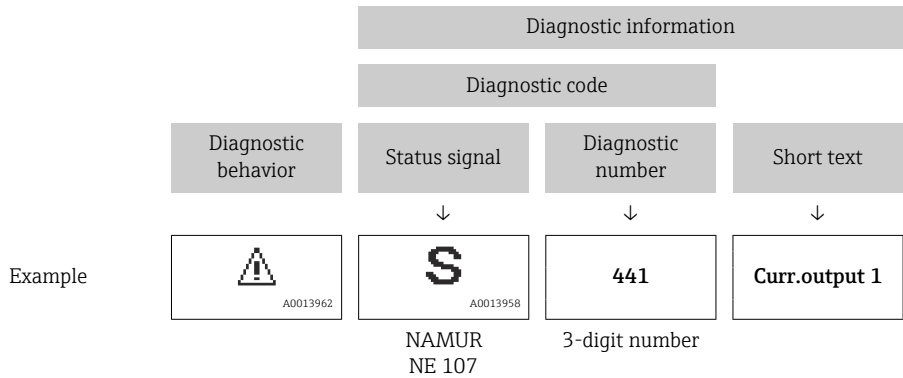 Diagnostic information
Diagnostic code
Diagnostic
behavior
Status signal
Diagnostic
number
Short text
↓ ↓ ↓
Example
A0013962
S
A0013958
441
Curr.output 1
NAMUR
NE 107
3-digit number